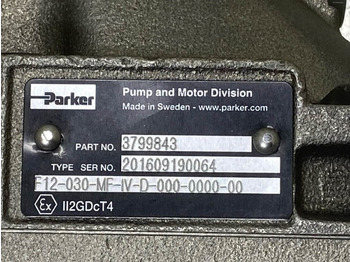 Parker
Pump and Motor Division
Made in Sweden - www.parker.com
PART NO. 3799843
TYPE SER NO. 201609190064
F12-030-MF-IV-D-000-0000-00
Ex II2GDcT4